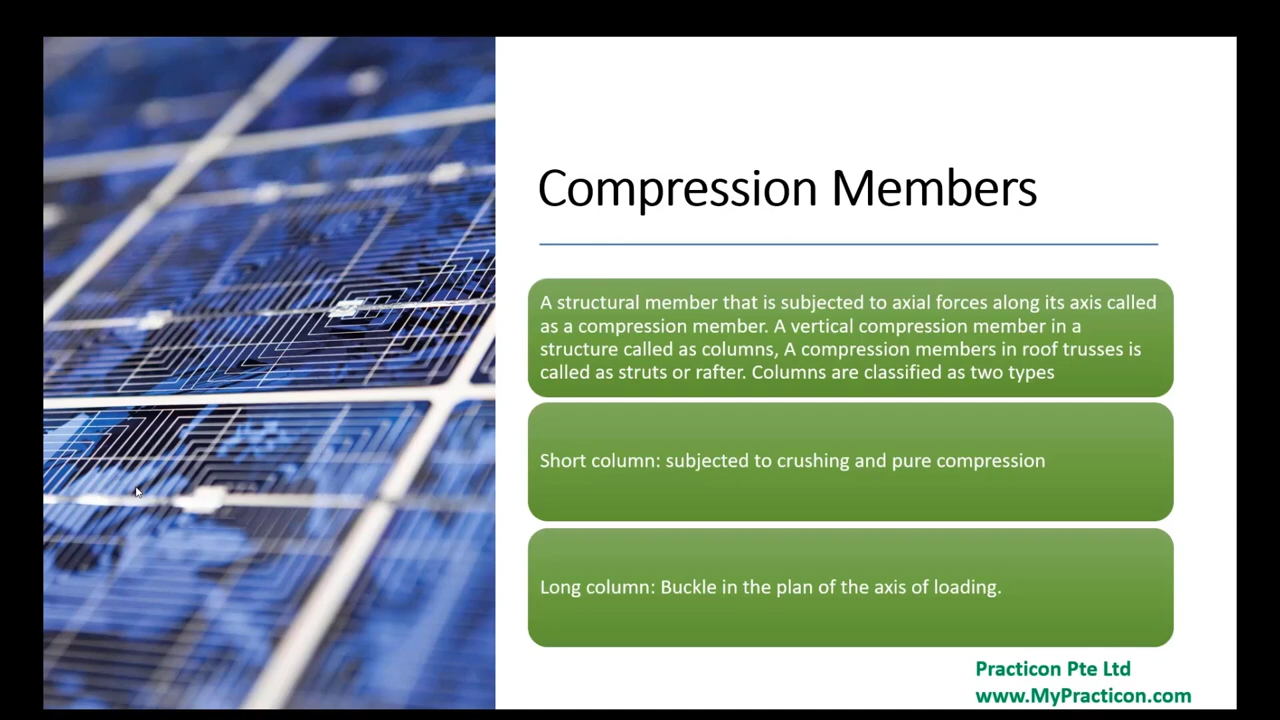 Compression Members
A structural member that is subjected to axial forces along its axis called
as a compression member. A vertical compression member in a
structure called as columns, A compression members in roof trusses is
called as struts or rafter. Columns are classified as two types
Short column: subjected to crushing and pure compression
Long column: Buckle in the plan of the axis of loading.
Practicon Pte Ltd
www.MyPracticon.com